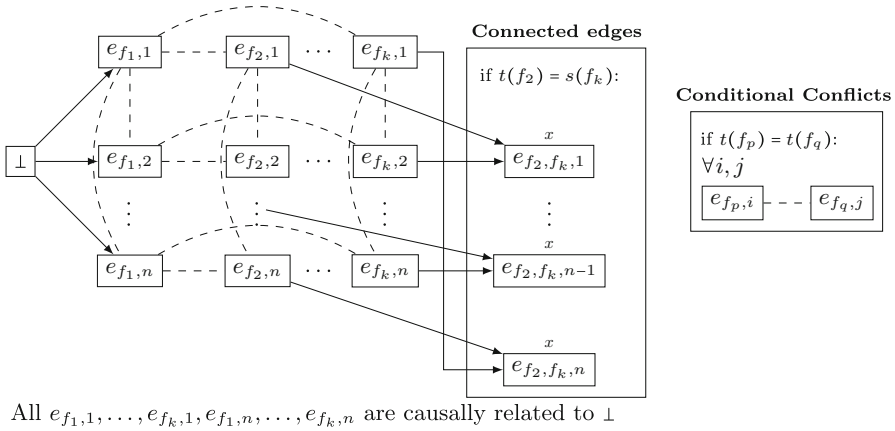 e_{f_1,1} e_{f_2,1} ⋯ e_{f_k,1}
⊥ e_{f_1,2} e_{f_2,2} ⋯ e_{f_k,2}
⋮ ⋮ ⋮
e_{f_1,n} e_{f_2,n} ⋯ e_{f_k,n}
Connected edges
if t(f_2) = s(f_k):
x
e_{f_2,f_k,1}
⋮
x
e_{f_2,f_k,n−1}
x
e_{f_2,f_k,n}
Conditional Conflicts
if t(f_p) = t(f_q):
∀i, j
e_{f_p,i} e_{f_q,j}
All e_{f_1,1}, …, e_{f_k,1}, e_{f_1,n}, …, e_{f_k,n} are causally related to ⊥